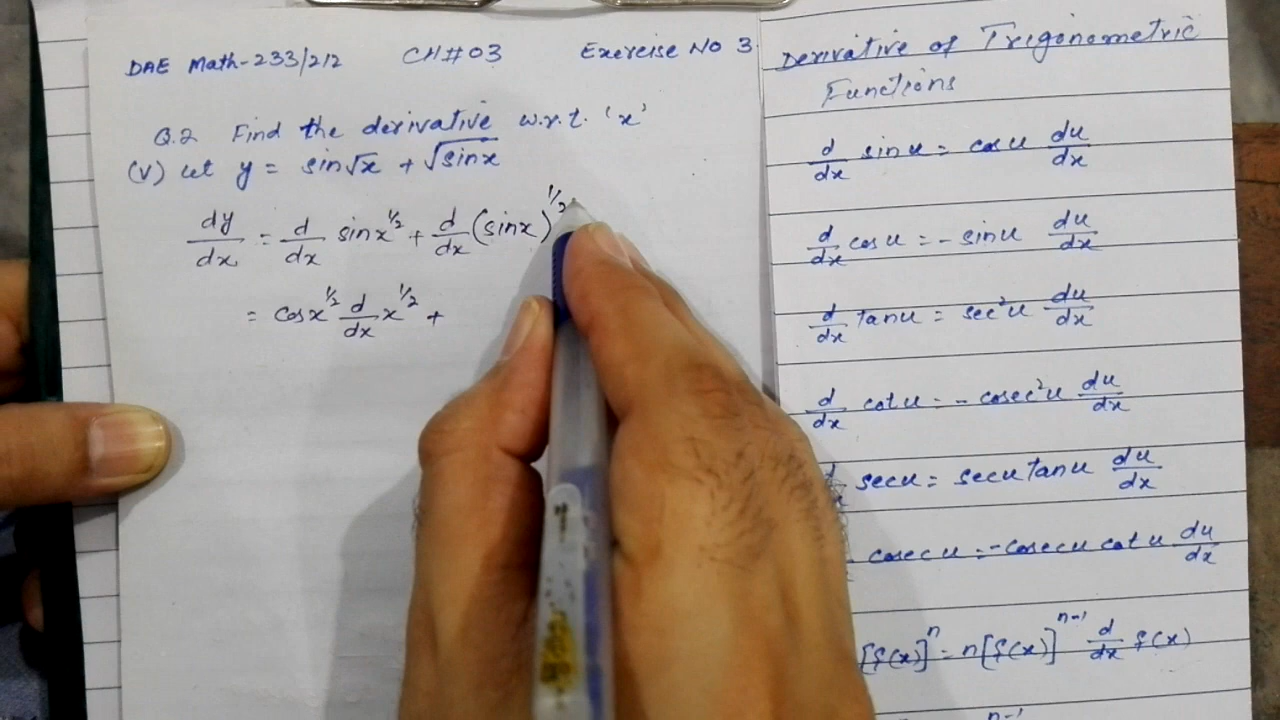 DAE Math-233/212 CH#03 Exercise No 3.
Q.2 Find the derivative w.r.t. 'x'
(V) Let y = sin√x + √sinx
dy/dx = d/dx sinx^1/2 + d/dx (sinx)^1/2
= Cosx^1/2 d/dx x^1/2 +
Derivative of Trigonometric
Functions
d/dx sinu = cosu du/dx
d/dx cosu = - sinu du/dx
d/dx tanu = sec²u du/dx
d/dx cotu = - cosec²u du/dx
secu = secu tanu du/dx
cosecu = -cosecu cotu du/dx
[f(x)]^n = n[f(x)]^n-1 d/dx f(x)
n-1